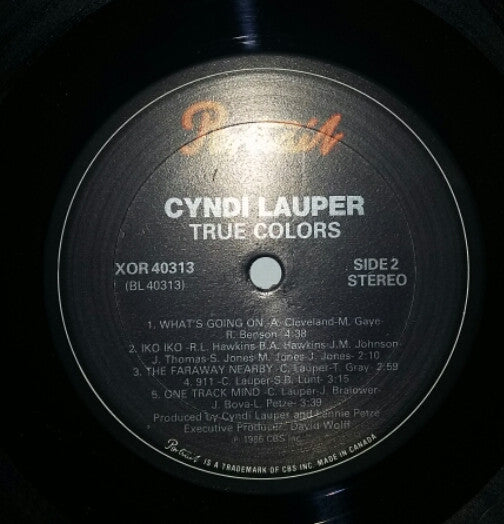 Portrait
CYNDI LAUPER
TRUE COLORS
XOR 40313
(BL 40313)
SIDE 2
STEREO
1. WHAT'S GOING ON -A. Cleveland-M. Gaye-
R. Benson- 4:38
2. IKO IKO -R.L. Hawkins-B.A. Hawkins-J.M. Johnson-
J. Thomas-S. Jones-M. Jones-J. Jones- 2:10
3. THE FARAWAY NEARBY -C. Lauper-T. Gray- 2:59
4. 911 -C. Lauper-S.B. Lunt- 3:15
5. ONE TRACK MIND -C. Lauper-J. Bralower-
J. Bova-L. Petze- 3:39
Produced by Cyndi Lauper and Lennie Petze
Executive Producer: David Wolff
℗ 1986 CBS Inc.
Portrait IS A TRADEMARK OF CBS INC. MADE IN CANADA